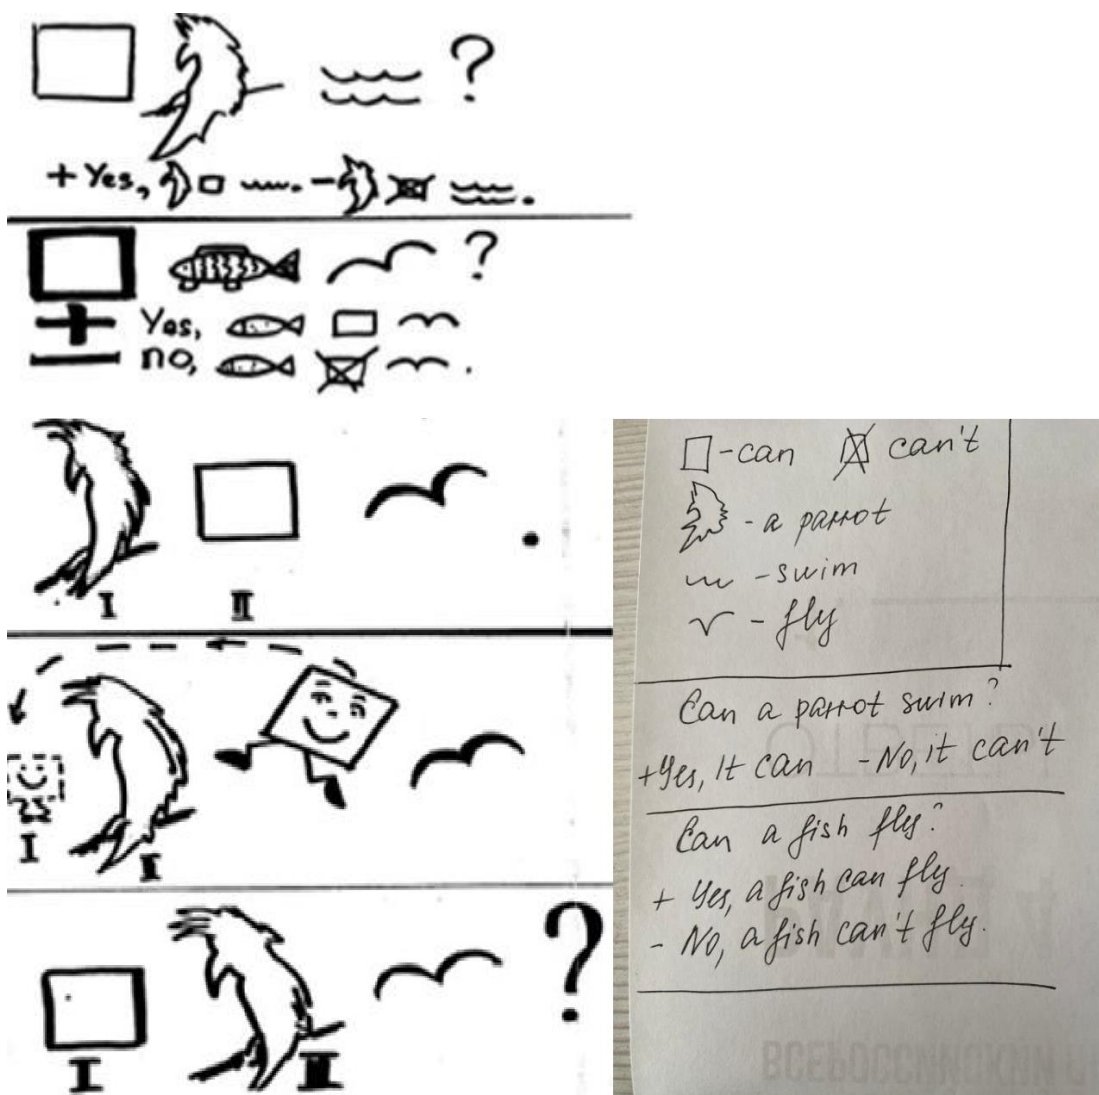 ?
+ Yes, . - .
?
+ Yes,
— no, .
.
I II
I I
?
I II
□ - can ☒ can't
- a parrot
- swim
- fly
Can a parrot swim?
+Yes, It can - No, it can't
Can a fish fly?
+ Yes, a fish can fly.
- No, a fish can't fly.